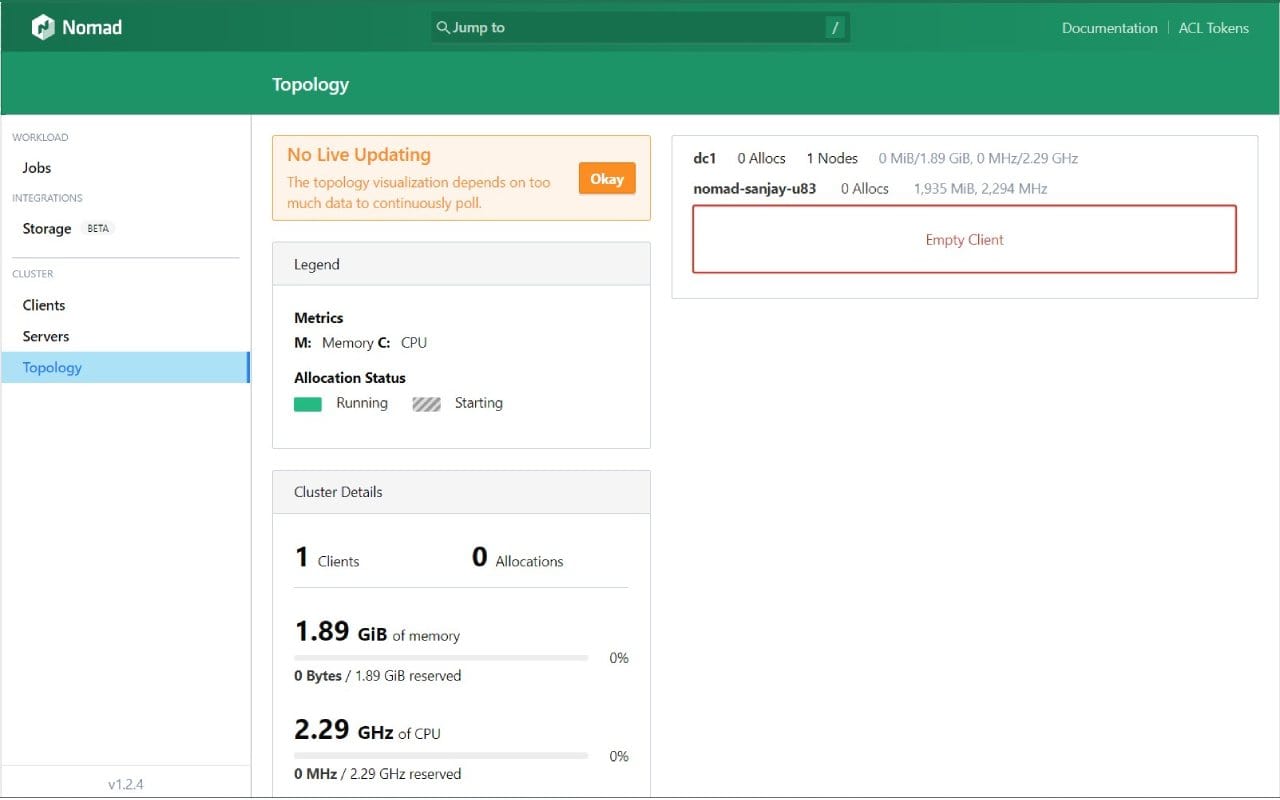 Nomad
Jump to
/
Documentation
ACL Tokens
Topology
WORKLOAD
Jobs
INTEGRATIONS
Storage BETA
CLUSTER
Clients
Servers
Topology
v1.2.4
No Live Updating
The topology visualization depends on too
much data to continuously poll.
Okay
Legend
Metrics
M: Memory C: CPU
Allocation Status
Running Starting
Cluster Details
1 Clients 0 Allocations
1.89 GiB of memory
0%
0 Bytes / 1.89 GiB reserved
2.29 GHz of CPU
0%
0 MHz / 2.29 GHz reserved
dc1 0 Allocs 1 Nodes 0 MiB/1.89 GiB, 0 MHz/2.29 GHz
nomad-sanjay-u83 0 Allocs 1,935 MiB, 2,294 MHz
Empty Client